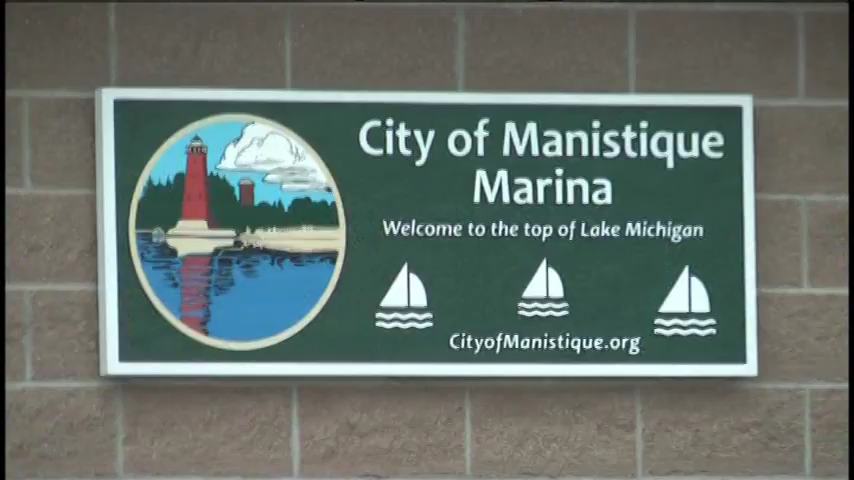 City of Manistique
Marina
Welcome to the top of Lake Michigan
CityofManistique.org